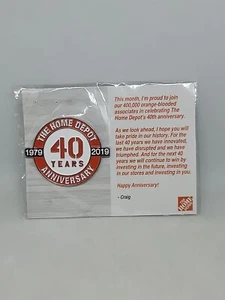 THE HOME DEPOT
1979 40 2019
YEARS
ANNIVERSARY
This month, I'm proud to join
our 400,000 orange-blooded
associates in celebrating The
Home Depot's 40th anniversary.
As we look ahead, I hope you will
take pride in our history. For the
last 40 years we have innovated,
we have disrupted and we have
triumphed. And for the next 40
years we will continue to win by
investing in the future, investing
in our stores and investing in you.
Happy Anniversary!
- Craig
THE HOME